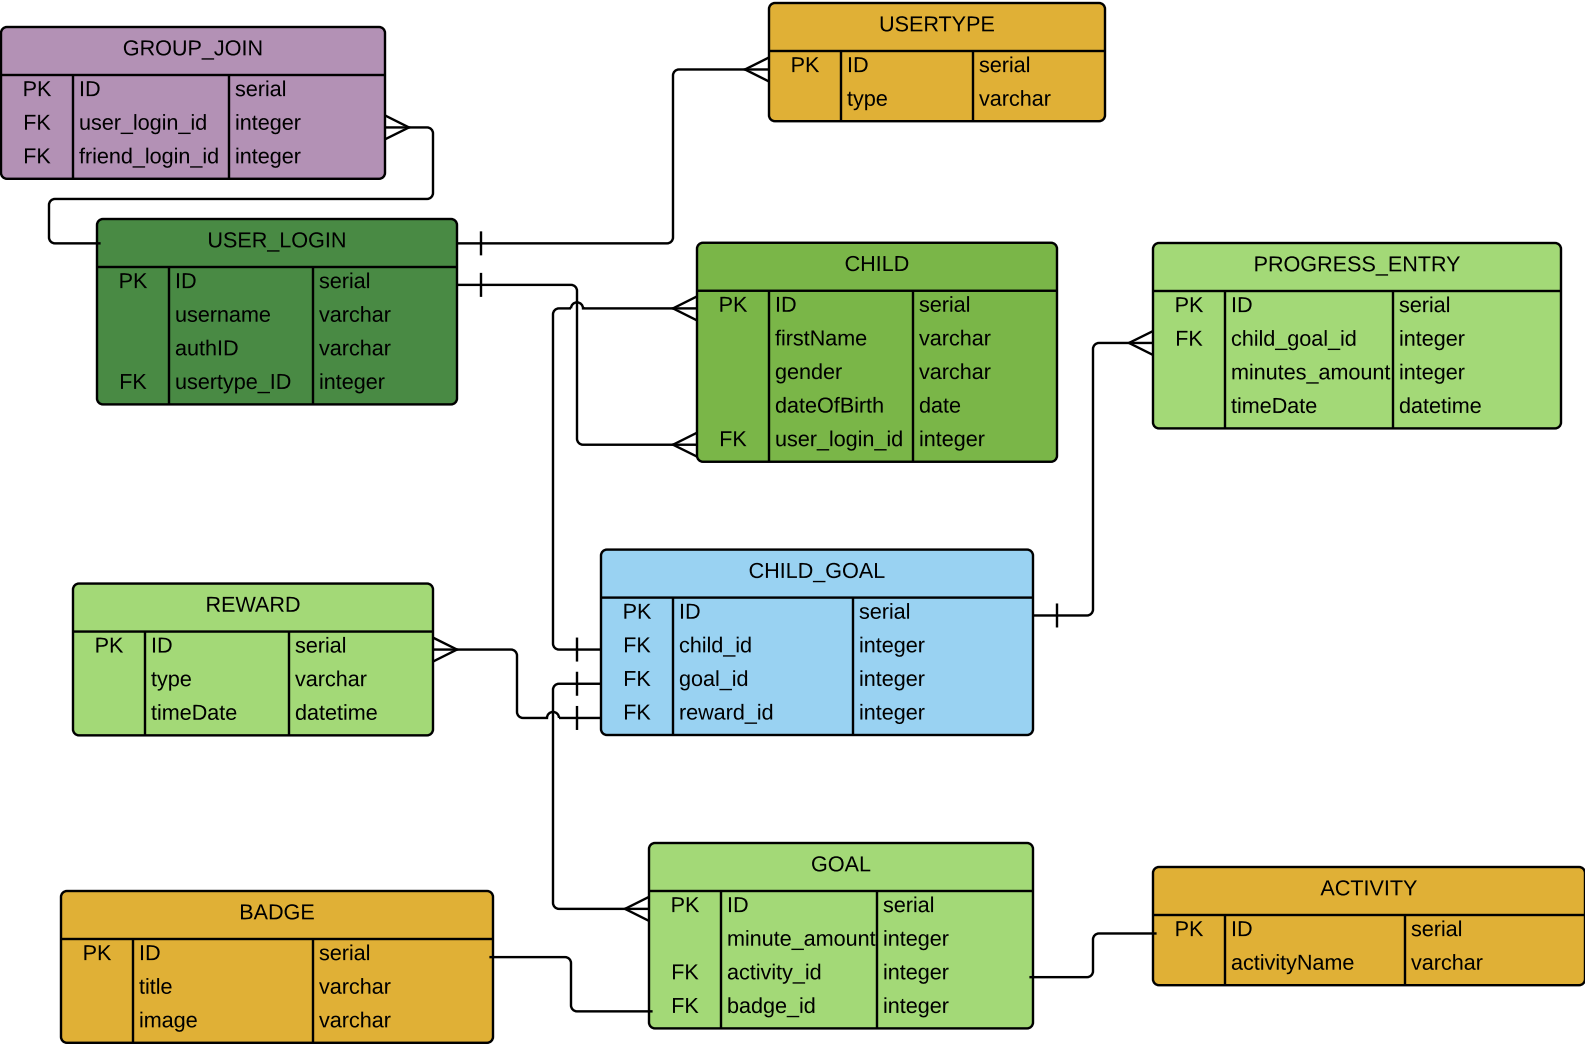 GROUP_JOIN
PK ID serial
FK user_login_id integer
FK friend_login_id integer
USERTYPE
PK ID serial
type varchar
USER_LOGIN
PK ID serial
username varchar
authID varchar
FK usertype_ID integer
CHILD
PK ID serial
firstName varchar
gender varchar
dateOfBirth date
FK user_login_id integer
PROGRESS_ENTRY
PK ID serial
FK child_goal_id integer
minutes_amount integer
timeDate datetime
REWARD
PK ID serial
type varchar
timeDate datetime
CHILD_GOAL
PK ID serial
FK child_id integer
FK goal_id integer
FK reward_id integer
BADGE
PK ID serial
title varchar
image varchar
GOAL
PK ID serial
minute_amount integer
FK activity_id integer
FK badge_id integer
ACTIVITY
PK ID serial
activityName varchar